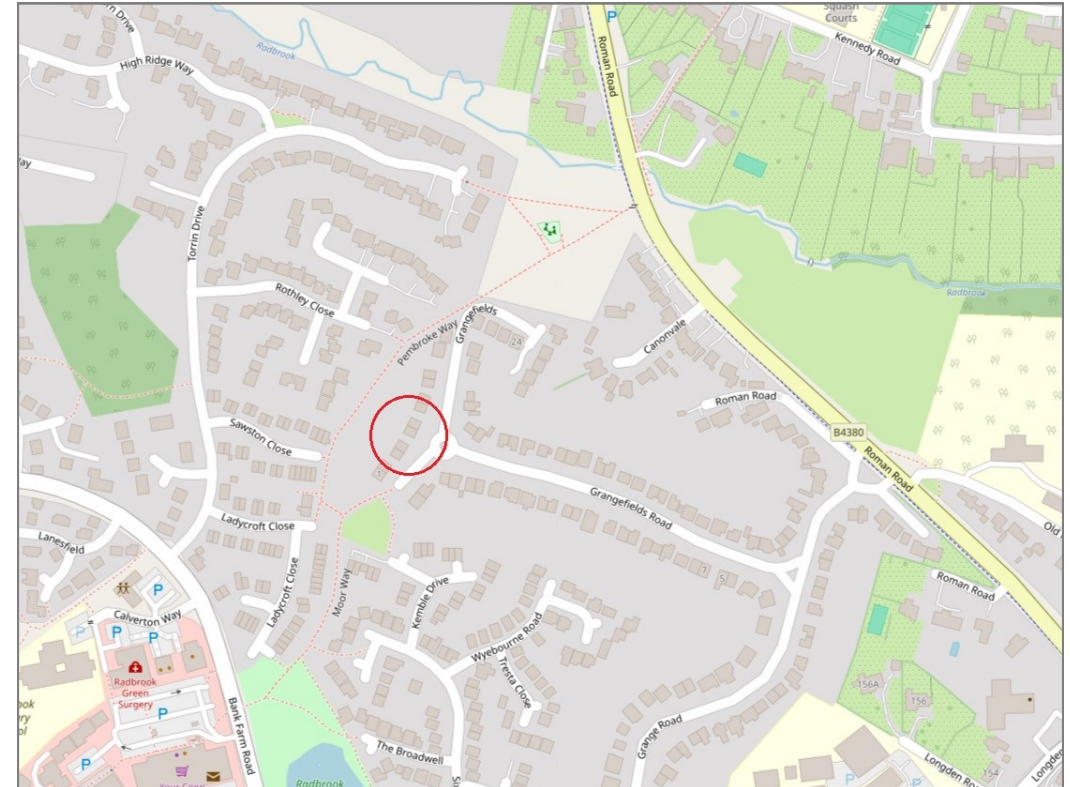 Squash
Courts
Kennedy Road
Roman Road
P
High Ridge Way
Radbrook
Torrin Drive
Rothley Close
Pembroke Way
Grangefields
24
Canonvale
Radbrook
Roman Road
B4380
Roman Road
Sawston Close
1
Ladycroft Close
Grangefields Road
Lanesfield
Old
Ladycroft Close
Moor Way
Kemble Drive
7
5
Roman Road
P
Calverton Way
P
P
P
Wyebourne Road
Tresta Close
Radbrook
Green
Surgery
156A
156
P
Bank Farm Road
Grange Road
The Broadwell
P
Longden
154
P
P
Radbrook